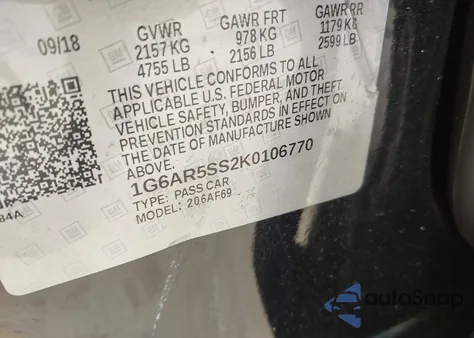 09/18
GVWR GAWR FRT GAWR RR
2157 KG 978 KG 1179 KG
4755 LB 2156 LB 2599 LB
THIS VEHICLE CONFORMS TO ALL
APPLICABLE U.S. FEDERAL MOTOR
VEHICLE SAFETY, BUMPER, AND THEFT
PREVENTION STANDARDS IN EFFECT ON
THE DATE OF MANUFACTURE SHOWN
ABOVE.
1G6AR5SS2K0106770
TYPE: PASS CAR
MODEL: 206AF69
84A
GM
autoSnap